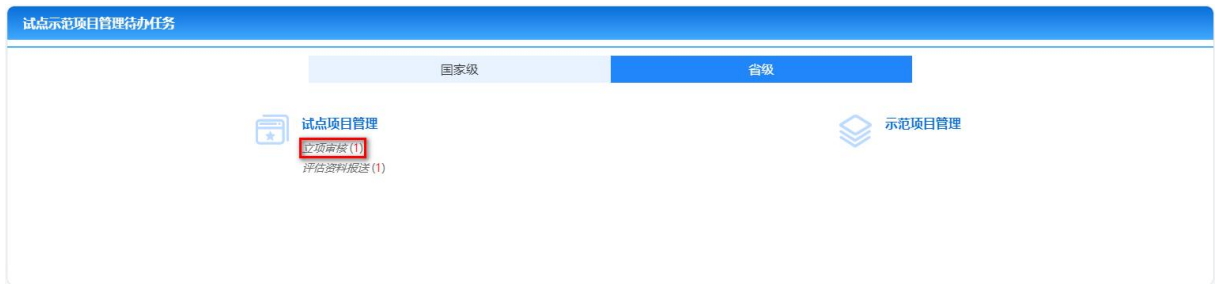 试点示范项目管理待办任务
国家级 省级
试点项目管理 示范项目管理
立项审核(1)
评估资料报送(1)